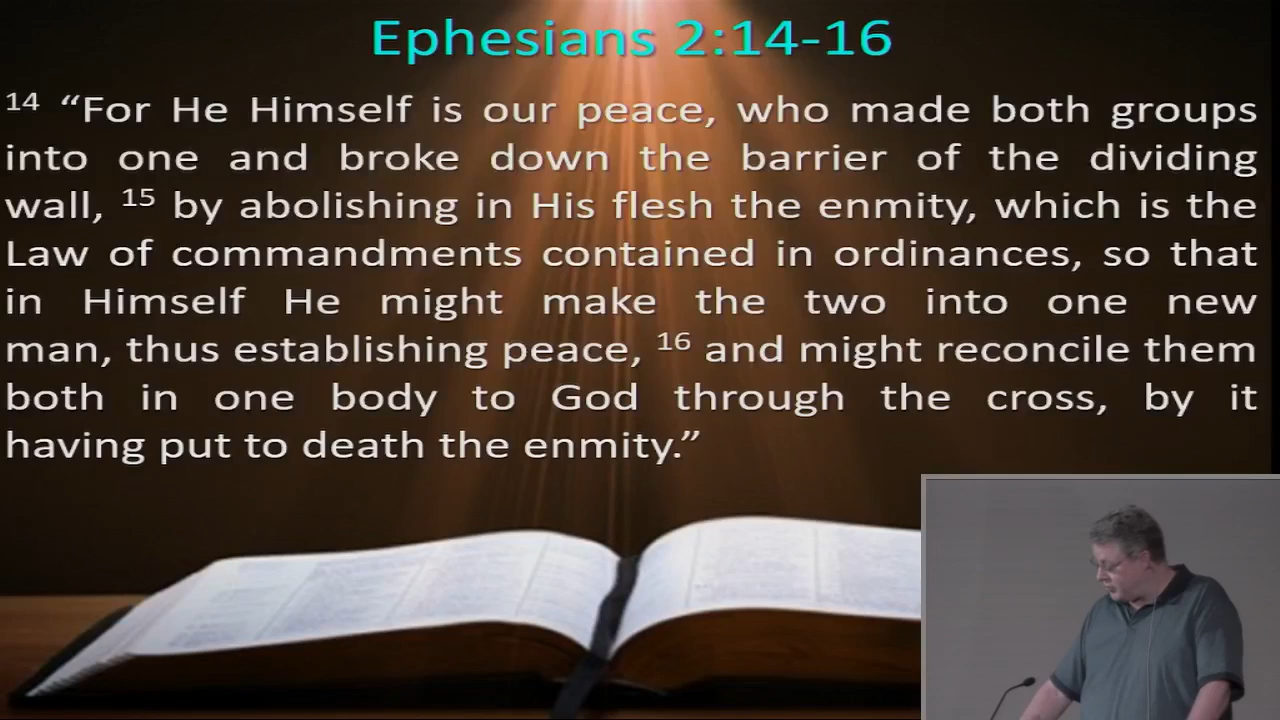 Ephesians 2:14-16
14 “For He Himself is our peace, who made both groups
into one and broke down the barrier of the dividing
wall, 15 by abolishing in His flesh the enmity, which is the
Law of commandments contained in ordinances, so that
in Himself He might make the two into one new
man, thus establishing peace, 16 and might reconcile them
both in one body to God through the cross, by it
having put to death the enmity.”